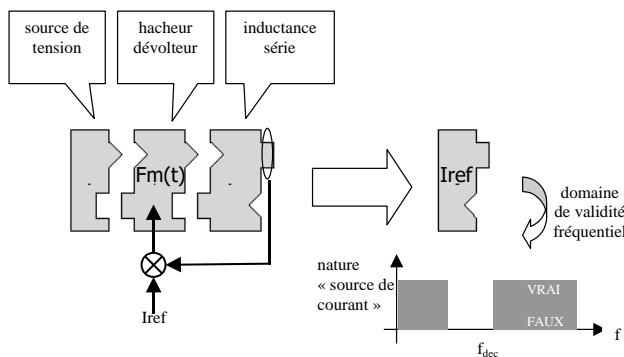 source de
tension
hacheur
dévolteur
inductance
série
Fm(t)
Iref
Iref
domaine
de validité
fréquentiel
nature
« source de
courant »
VRAI
FAUX
f
fdec